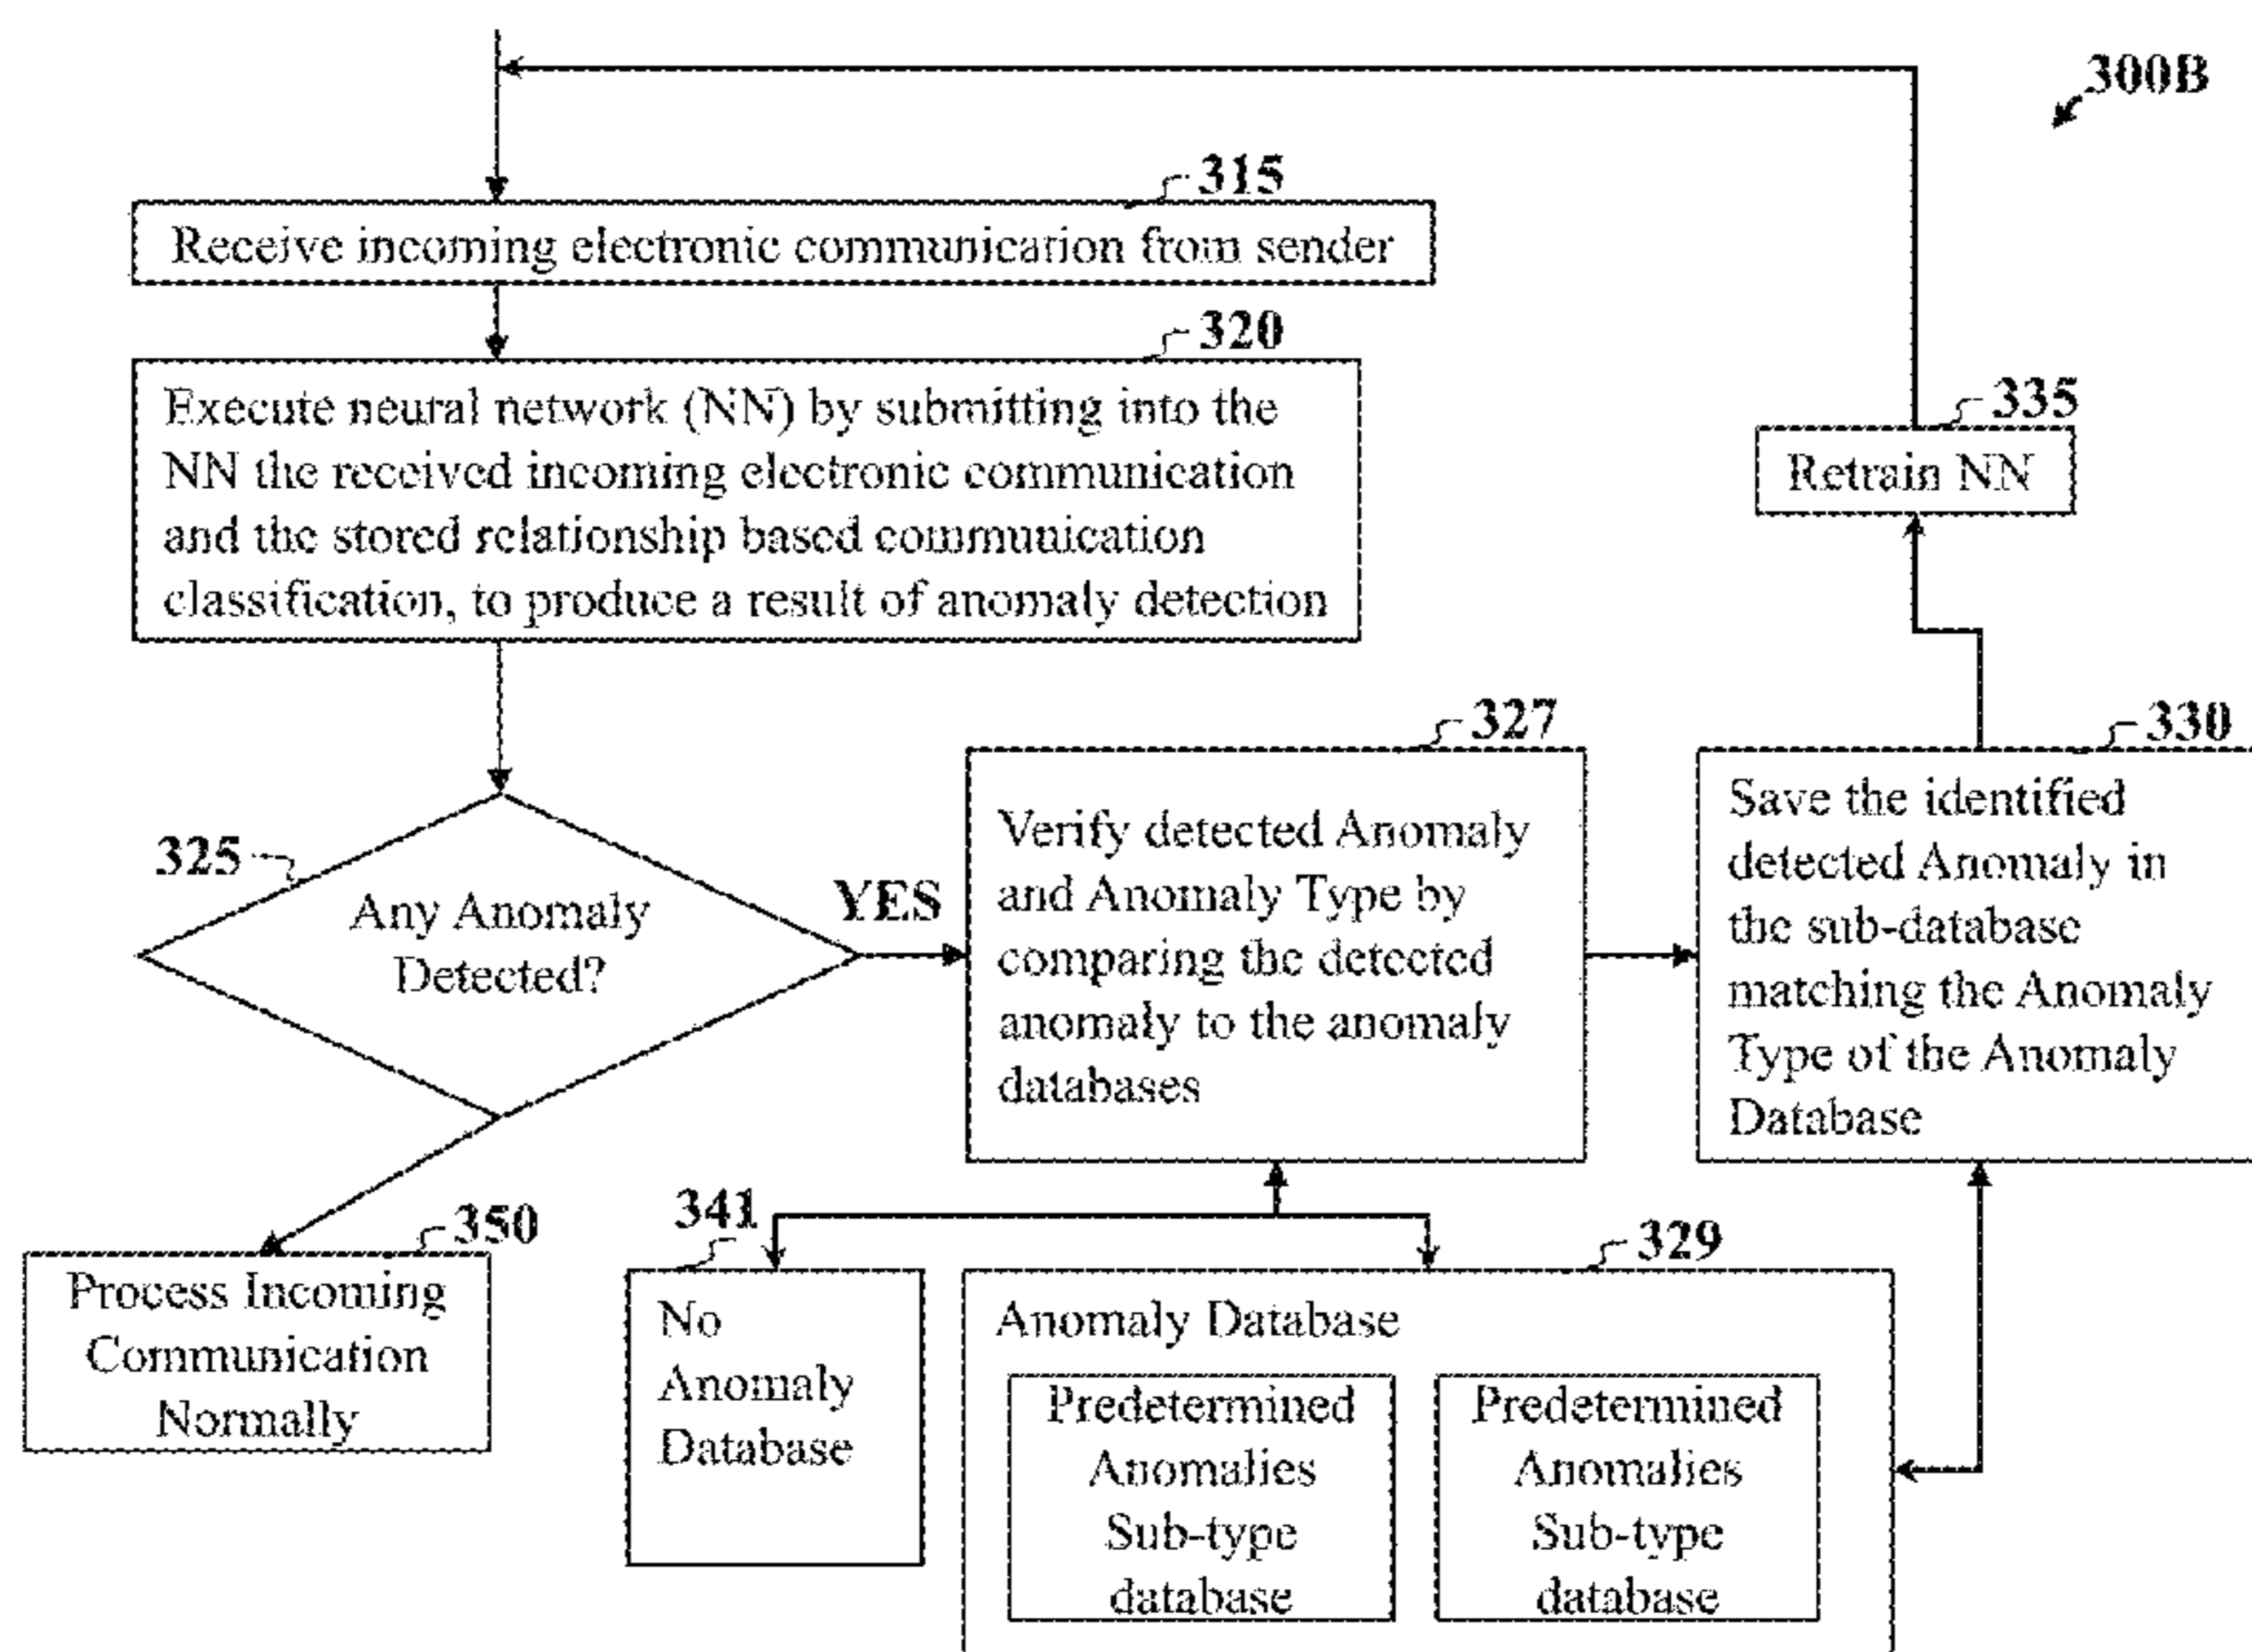 300B
315
Receive incoming electronic communication from sender
320
Execute neural network (NN) by submitting into the
NN the received incoming electronic communication
and the stored relationship based communication
classification, to produce a result of anomaly detection
335
Retrain NN
325
Any Anomaly
Detected?
YES
327
Verify detected Anomaly
and Anomaly Type by
comparing the detected
anomaly to the anomaly
databases
330
Save the identified
detected Anomaly in
the sub-database
matching the Anomaly
Type of the Anomaly
Database
350
Process Incoming
Communication
Normally
341
No
Anomaly
Database
329
Anomaly Database
Predetermined
Anomalies
Sub-type
database
Predetermined
Anomalies
Sub-type
database